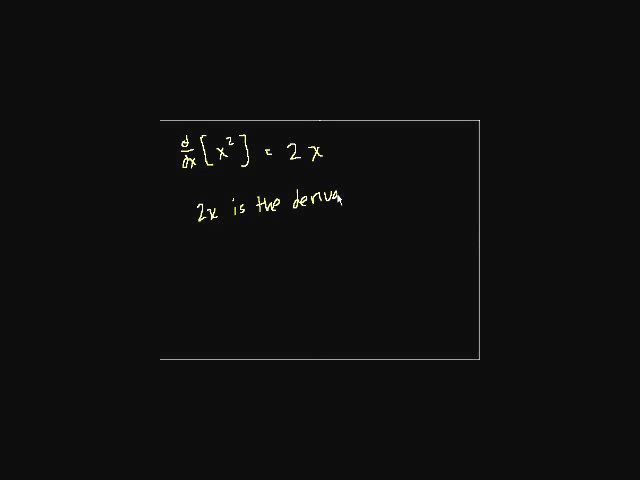 d/dx [x²] = 2x
2x is the deriva